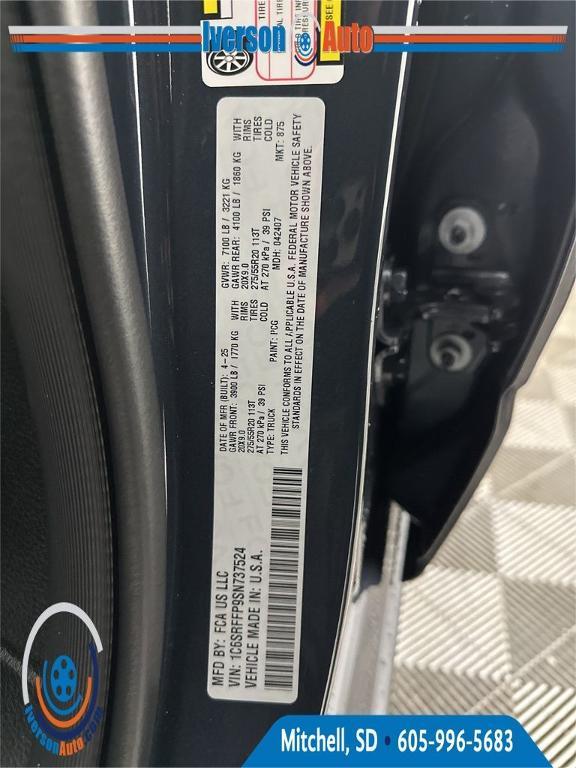 Iverson Auto
MFD BY: FCA US LLC
VIN: 1C6SRFFP9SN737524
VEHICLE MADE IN: U.S.A.
DATE OF MFR (BUILT): 4-25
GVWR: 7100 LB / 3221 KG
GAWR FRONT: 3900 LB / 1770 KG WITH
20X9.0 RIMS
275/55R20 113T TIRES
AT 270 kPa / 39 PSI COLD
GAWR REAR: 4100 LB / 1860 KG WITH
20X9.0 RIMS
275/55R20 113T TIRES
AT 270 kPa / 39 PSI COLD
TYPE: TRUCK PAINT: PCG MDH: 042407 MKT: 875
THIS VEHICLE CONFORMS TO ALL APPLICABLE U.S.A. FEDERAL MOTOR VEHICLE SAFETY
STANDARDS IN EFFECT ON THE DATE OF MANUFACTURE SHOWN ABOVE.
IversonAuto.com
Mitchell, SD • 605-996-5683